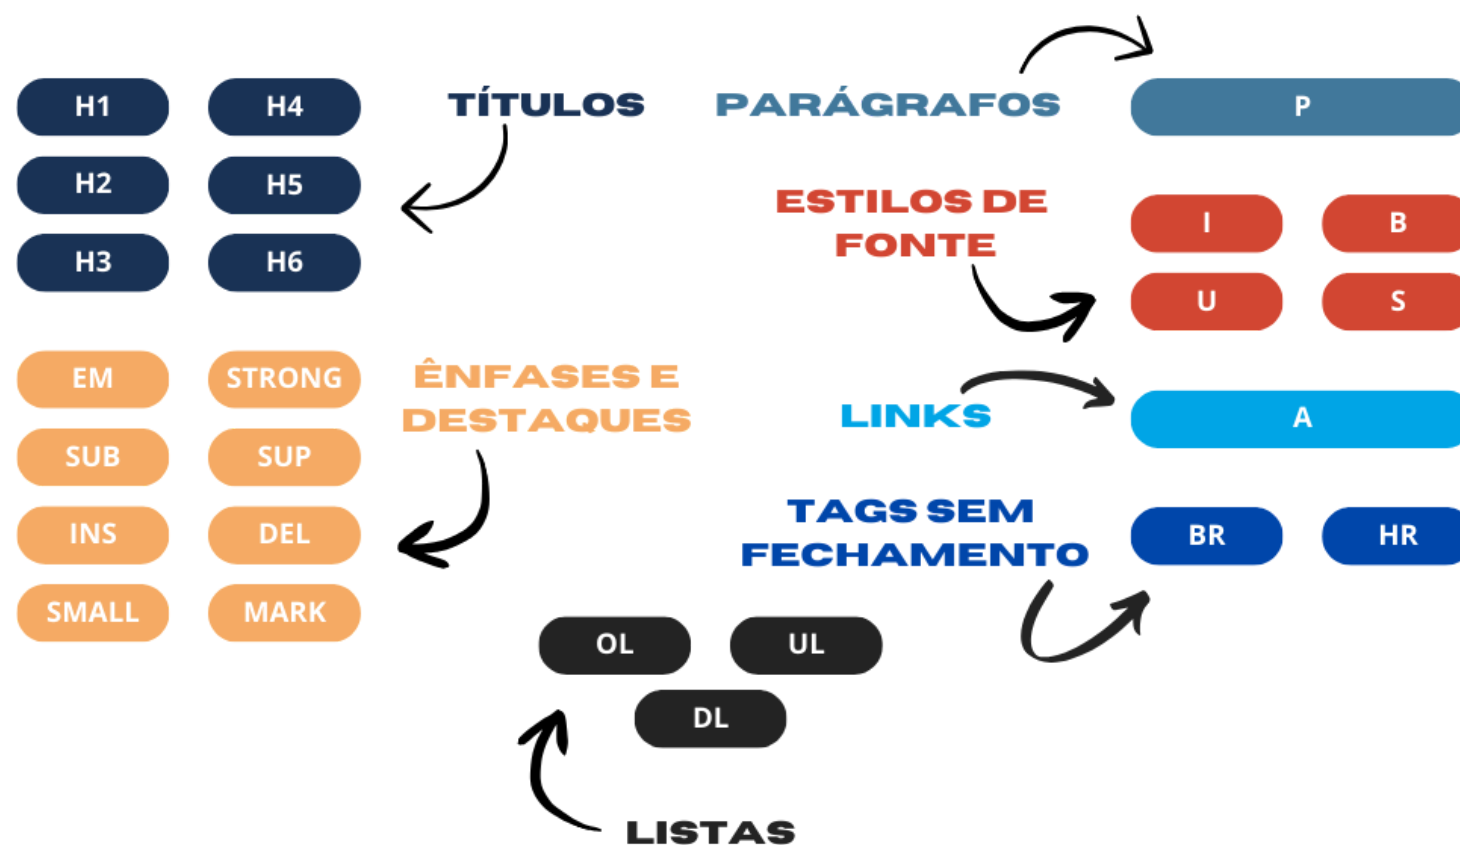 H1
H4
H2
H5
H3
H6
TÍTULOS
PARÁGRAFOS
P
ESTILOS DE
FONTE
I
B
U
S
EM
STRONG
SUB
SUP
INS
DEL
SMALL
MARK
ÊNFASES E
DESTAQUES
LINKS
A
TAGS SEM
FECHAMENTO
BR
HR
OL
UL
DL
LISTAS